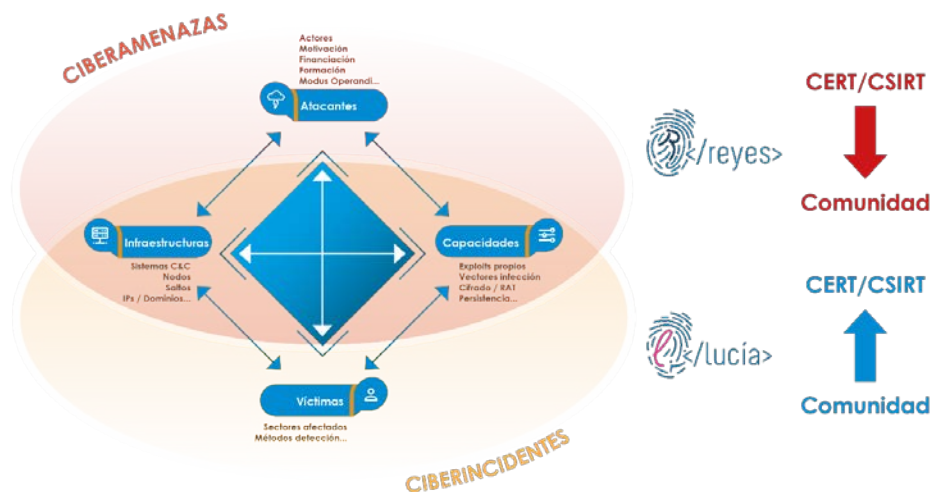 CIBERAMENAZAS
Actores
Motivación
Financiación
Formación
Modus Operandi...
Atacantes
Infraestructuras
Sistemas C&C
Nodos
Saltos
IPs / Dominios...
Capacidades
Exploits propios
Vectores infección
Cifrado / RAT
Persistencia...
Víctimas
Sectores afectados
Métodos detección...
CIBERINCIDENTES
R </reyes>
CERT/CSIRT
Comunidad
l </lucía>
CERT/CSIRT
Comunidad